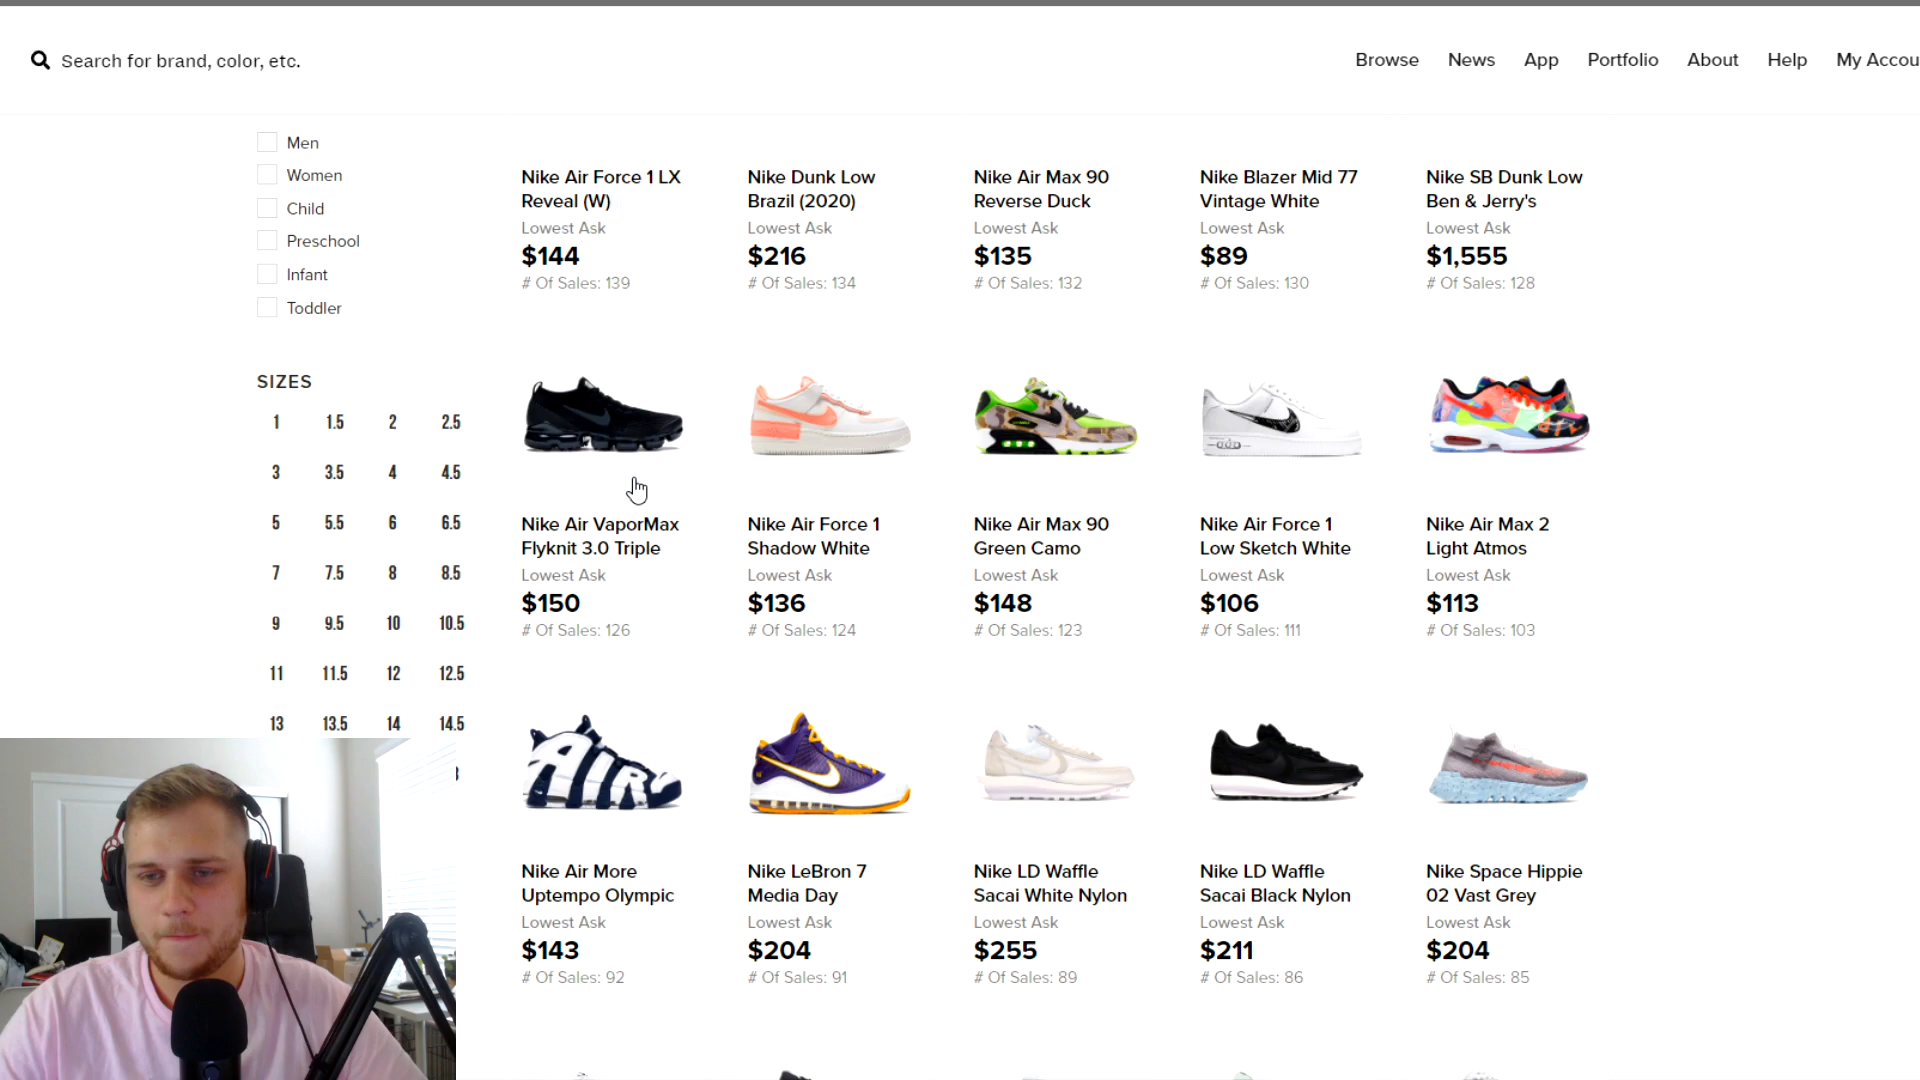 Search for brand, color, etc.
Browse News App Portfolio About Help My Accou
Men
Women
Child
Preschool
Infant
Toddler
SIZES
1 1.5 2 2.5
3 3.5 4 4.5
5 5.5 6 6.5
7 7.5 8 8.5
9 9.5 10 10.5
11 11.5 12 12.5
13 13.5 14 14.5
Nike Air Force 1 LX
Reveal (W)
Lowest Ask
$144
# Of Sales: 139
Nike Dunk Low
Brazil (2020)
Lowest Ask
$216
# Of Sales: 134
Nike Air Max 90
Reverse Duck
Lowest Ask
$135
# Of Sales: 132
Nike Blazer Mid 77
Vintage White
Lowest Ask
$89
# Of Sales: 130
Nike SB Dunk Low
Ben & Jerry's
Lowest Ask
$1,555
# Of Sales: 128
Nike Air VaporMax
Flyknit 3.0 Triple
Lowest Ask
$150
# Of Sales: 126
Nike Air Force 1
Shadow White
Lowest Ask
$136
# Of Sales: 124
Nike Air Max 90
Green Camo
Lowest Ask
$148
# Of Sales: 123
Nike Air Force 1
Low Sketch White
Lowest Ask
$106
# Of Sales: 111
Nike Air Max 2
Light Atmos
Lowest Ask
$113
# Of Sales: 103
AIR
Nike Air More
Uptempo Olympic
Lowest Ask
$143
# Of Sales: 92
Nike LeBron 7
Media Day
Lowest Ask
$204
# Of Sales: 91
Nike LD Waffle
Sacai White Nylon
Lowest Ask
$255
# Of Sales: 89
Nike LD Waffle
Sacai Black Nylon
Lowest Ask
$211
# Of Sales: 86
Nike Space Hippie
02 Vast Grey
Lowest Ask
$204
# Of Sales: 85